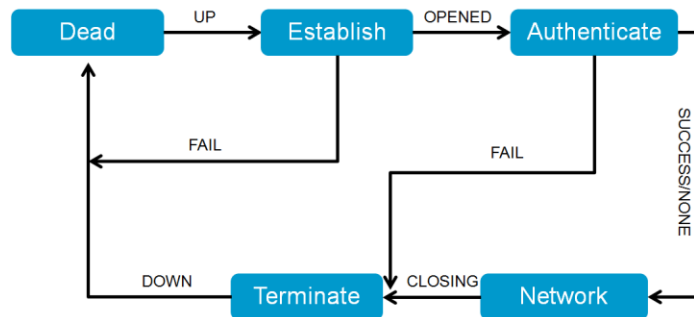 Dead
UP
Establish
OPENED
Authenticate
FAIL
FAIL
SUCCESS/NONE
DOWN
Terminate
CLOSING
Network